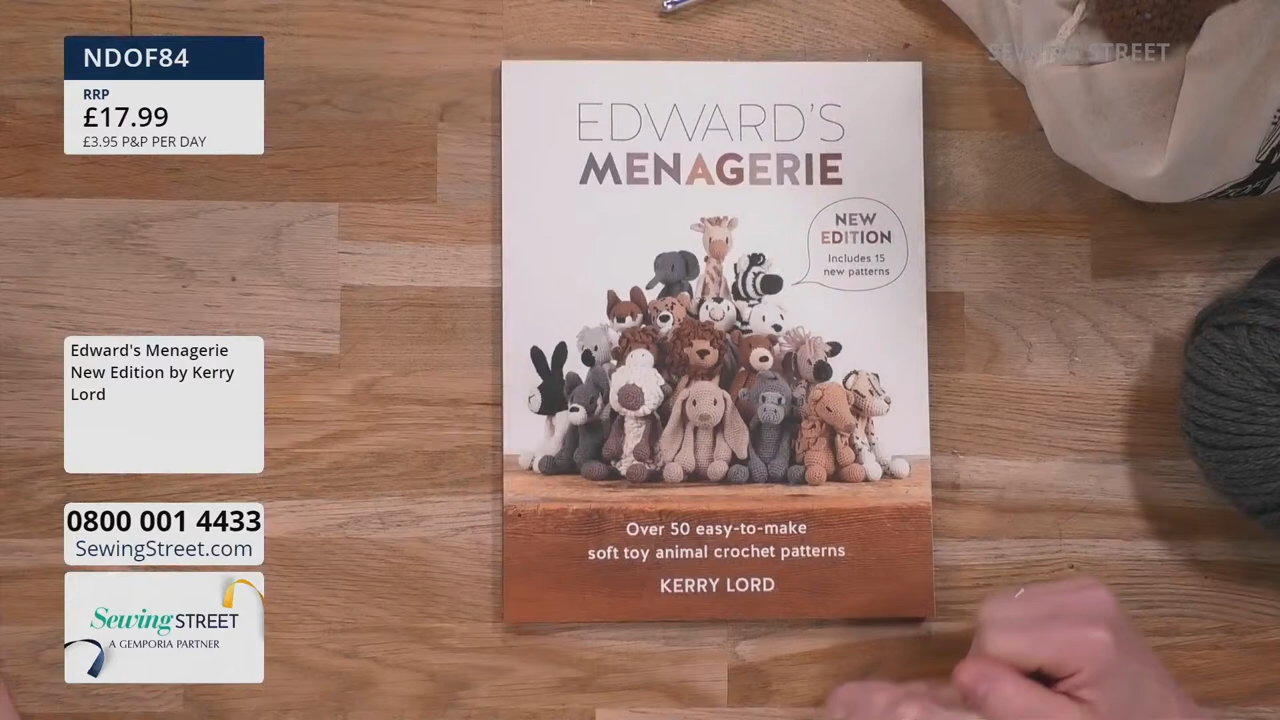 NDOF84
RRP
£17.99
£3.95 P&P PER DAY
Edward's Menagerie
New Edition by Kerry
Lord
0800 001 4433
SewingStreet.com
Sewing STREET
A GEMPORIA PARTNER
SEWING STREET
EDWARD'S
MENAGERIE
NEW
EDITION
Includes 15
new patterns
Over 50 easy-to-make
soft toy animal crochet patterns
KERRY LORD